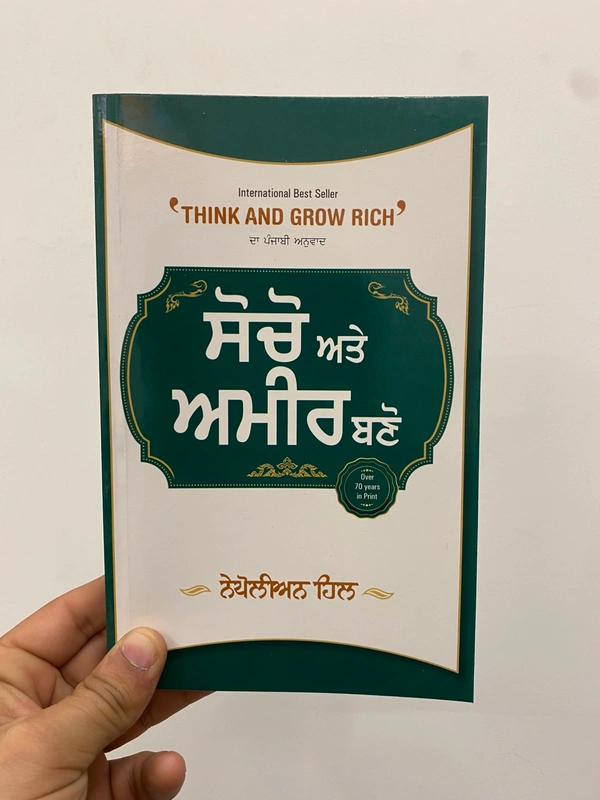 International Best Seller
‘THINK AND GROW RICH’
ਦਾ ਪੰਜਾਬੀ ਅਨੁਵਾਦ
ਸੋਚੋ ਅਤੇ
ਅਮੀਰ ਬਣੋ
Over
70 years
in Print
ਨੇਪੋਲੀਅਨ ਹਿਲ